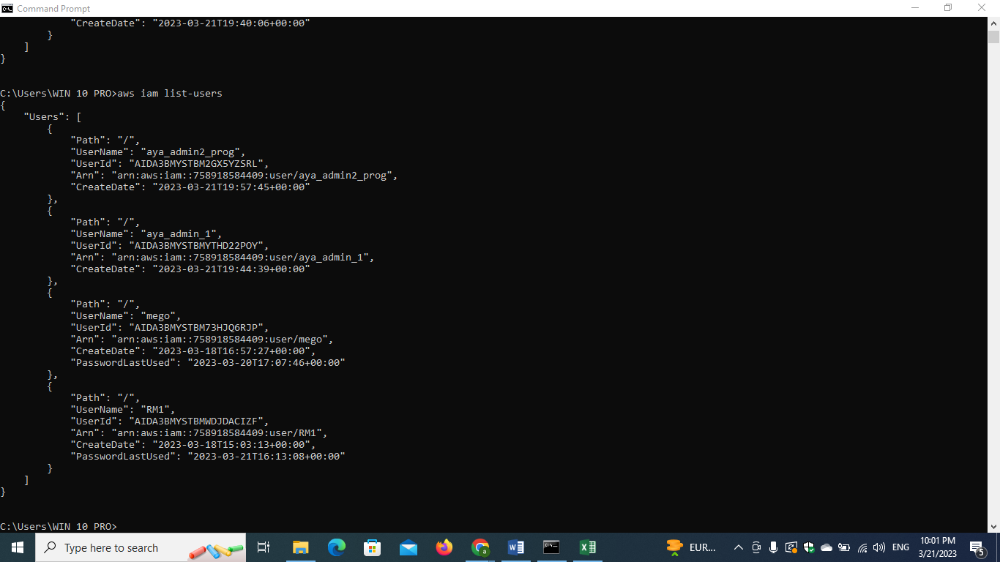 Command Prompt
"CreateDate": "2023-03-21T19:40:06+00:00"
}
]
}
C:\Users\WIN 10 PRO>aws iam list-users
{
"Users": [
{
"Path": "/",
"UserName": "aya_admin2_prog",
"UserId": "AIDA3BMYSTBM2GX5YZSRL",
"Arn": "arn:aws:iam::758918584409:user/aya_admin2_prog",
"CreateDate": "2023-03-21T19:57:45+00:00"
},
{
"Path": "/",
"UserName": "aya_admin_1",
"UserId": "AIDA3BMYSTBMYTHD22POY",
"Arn": "arn:aws:iam::758918584409:user/aya_admin_1",
"CreateDate": "2023-03-21T19:44:39+00:00"
},
{
"Path": "/",
"UserName": "mego",
"UserId": "AIDA3BMYSTBM73HJQ6RJP",
"Arn": "arn:aws:iam::758918584409:user/mego",
"CreateDate": "2023-03-18T16:57:27+00:00",
"PasswordLastUsed": "2023-03-20T17:07:46+00:00"
},
{
"Path": "/",
"UserName": "RM1",
"UserId": "AIDA3BMYSTBMWDJDACIZF",
"Arn": "arn:aws:iam::758918584409:user/RM1",
"CreateDate": "2023-03-18T15:03:13+00:00",
"PasswordLastUsed": "2023-03-21T16:13:08+00:00"
}
]
}
C:\Users\WIN 10 PRO>
Type here to search
EUR...
ENG
10:01 PM
3/21/2023
5